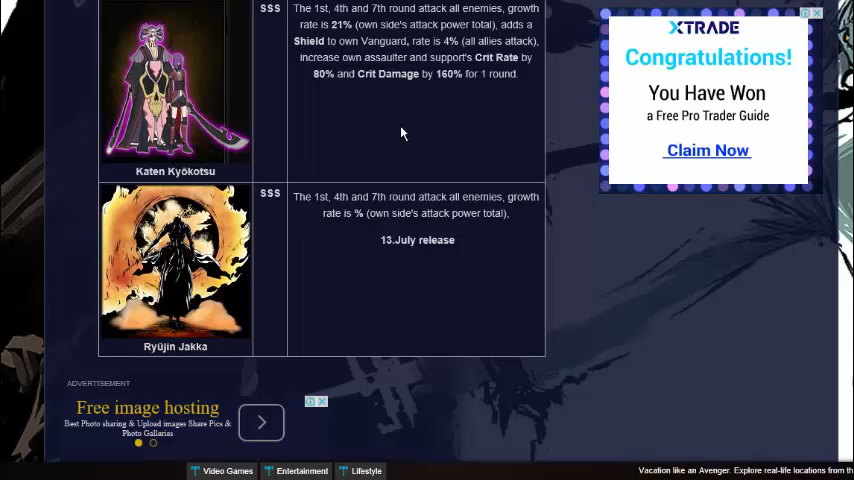 SSS
The 1st, 4th and 7th round attack all enemies, growth
rate is 21% (own side's attack power total), adds a
Shield to own Vanguard, rate is 4% (all allies attack),
increase own assaulter and support's Crit Rate by
80% and Crit Damage by 160% for 1 round.
Katen Kyōkotsu
SSS
The 1st, 4th and 7th round attack all enemies, growth
rate is % (own side's attack power total),
13.July release
Ryūjin Jakka
XTRADE
Congratulations!
You Have Won
a Free Pro Trader Guide
Claim Now
ADVERTISEMENT
Free image hosting
Best Photo sharing & Upload images Share Pics &
Photo Galleries
Video Games
Entertainment
Lifestyle
Vacation like an Avenger. Explore real-life locations from th